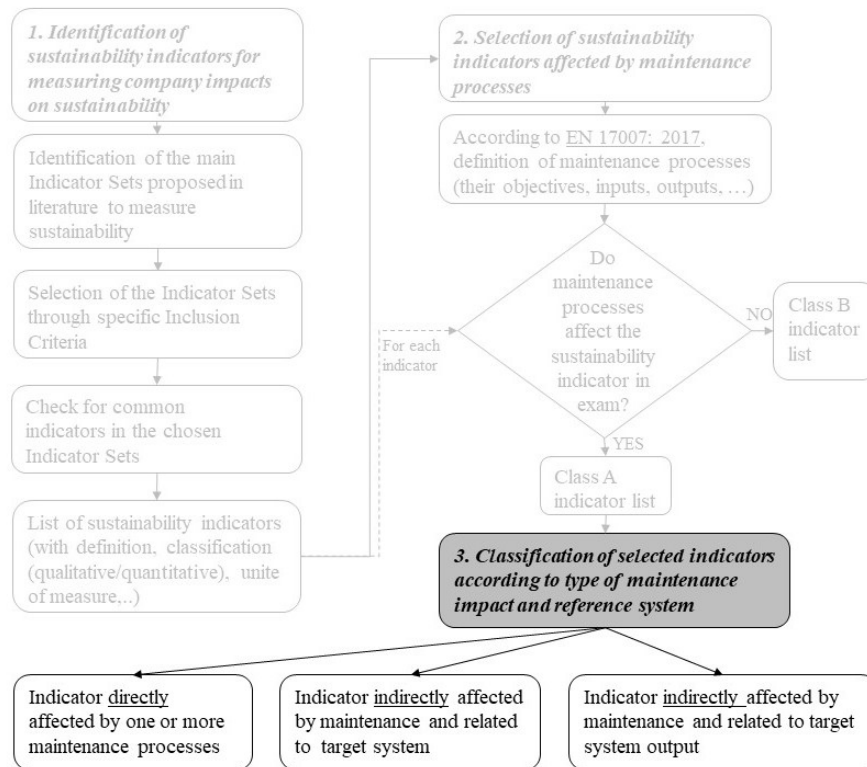 1. Identification of
sustainability indicators for
measuring company impacts
on sustainability
Identification of the main
Indicator Sets proposed in
literature to measure
sustainability
Selection of the Indicator Sets
through specific Inclusion
Criteria
Check for common
indicators in the chosen
Indicator Sets
List of sustainability indicators
(with definition, classification
(qualitative/quantitative), unite
of measure,..)
2. Selection of sustainability
indicators affected by maintenance
processes
According to EN 17007: 2017,
definition of maintenance processes
(their objectives, inputs, outputs, …)
For each
indicator
Do
maintenance
processes
affect the
sustainability
indicator in
exam?
NO
Class B
indicator
list
YES
Class A
indicator list
3. Classification of selected indicators
according to type of maintenance
impact and reference system
Indicator directly
affected by one or more
maintenance processes
Indicator indirectly affected
by maintenance and related
to target system
Indicator indirectly affected by
maintenance and related to target
system output